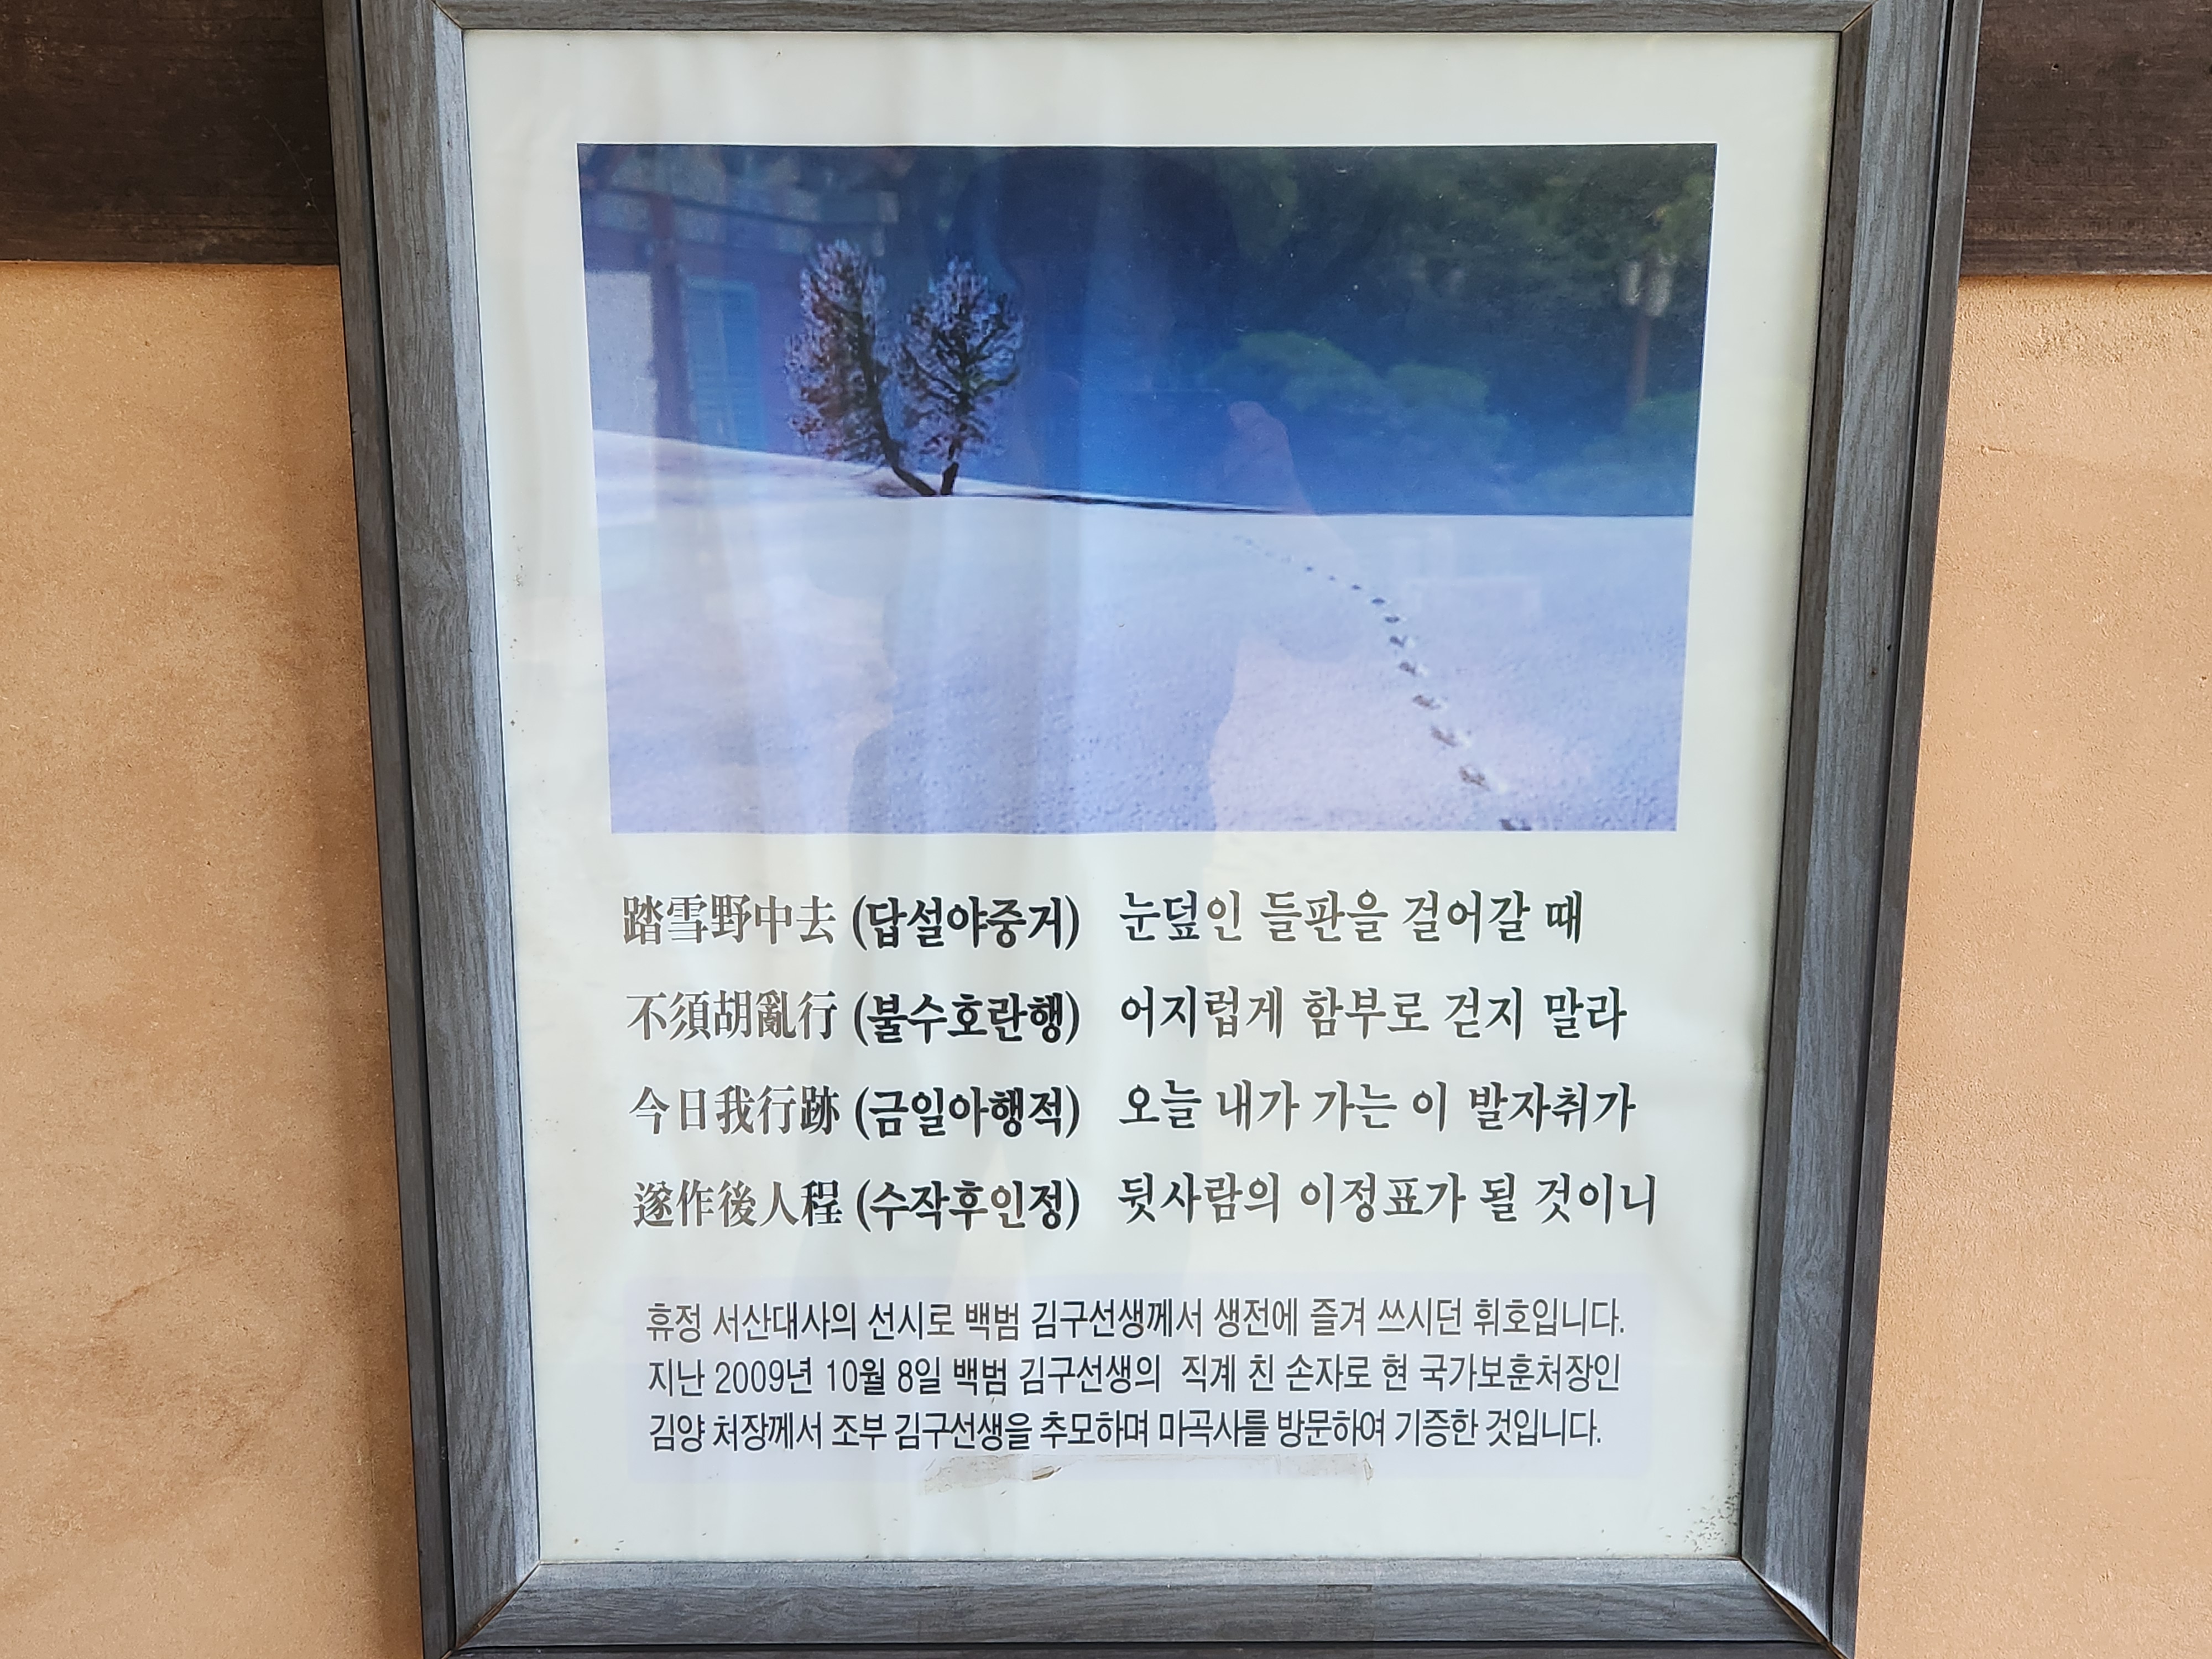 踏雪野中去 (답설야중거) 눈덮인 들판을 걸어갈 때
不須胡亂行 (불수호란행) 어지럽게 함부로 걷지 말라
今日我行跡 (금일아행적) 오늘 내가 가는 이 발자취가
遂作後人程 (수작후인정) 뒷사람의 이정표가 될 것이니
휴정 서산대사의 선시로 백범 김구선생께서 생전에 즐겨 쓰시던 휘호입니다.
지난 2009년 10월 8일 백범 김구선생의 직계 친 손자로 현 국가보훈처장인
김양 처장께서 조부 김구선생을 추모하며 마곡사를 방문하여 기증한 것입니다.